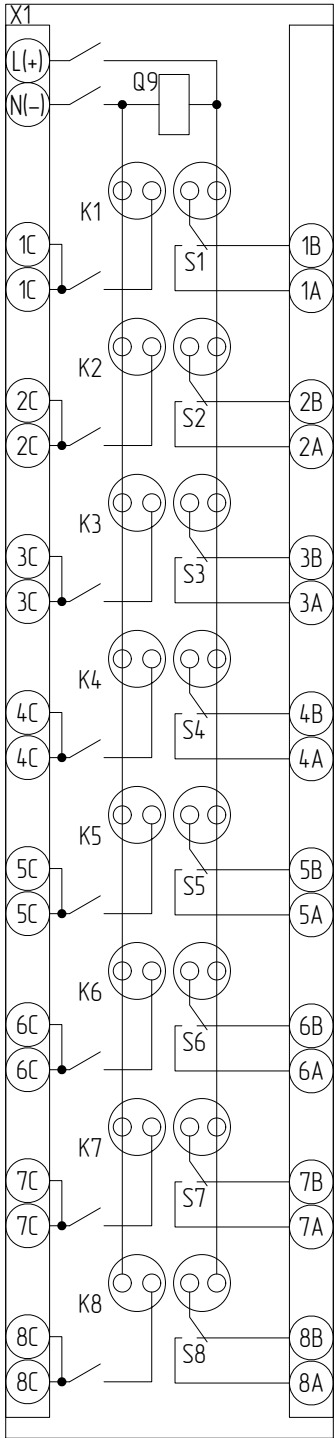 X1
L(+)
Q9
N(-)
K1
1C S1 1B
1C 1A
K2
2C S2 2B
2C 2A
K3
3C S3 3B
3C 3A
K4
4C S4 4B
4C 4A
K5
5C S5 5B
5C 5A
K6
6C S6 6B
6C 6A
K7
7C S7 7B
7C 7A
K8
8C S8 8B
8C 8A